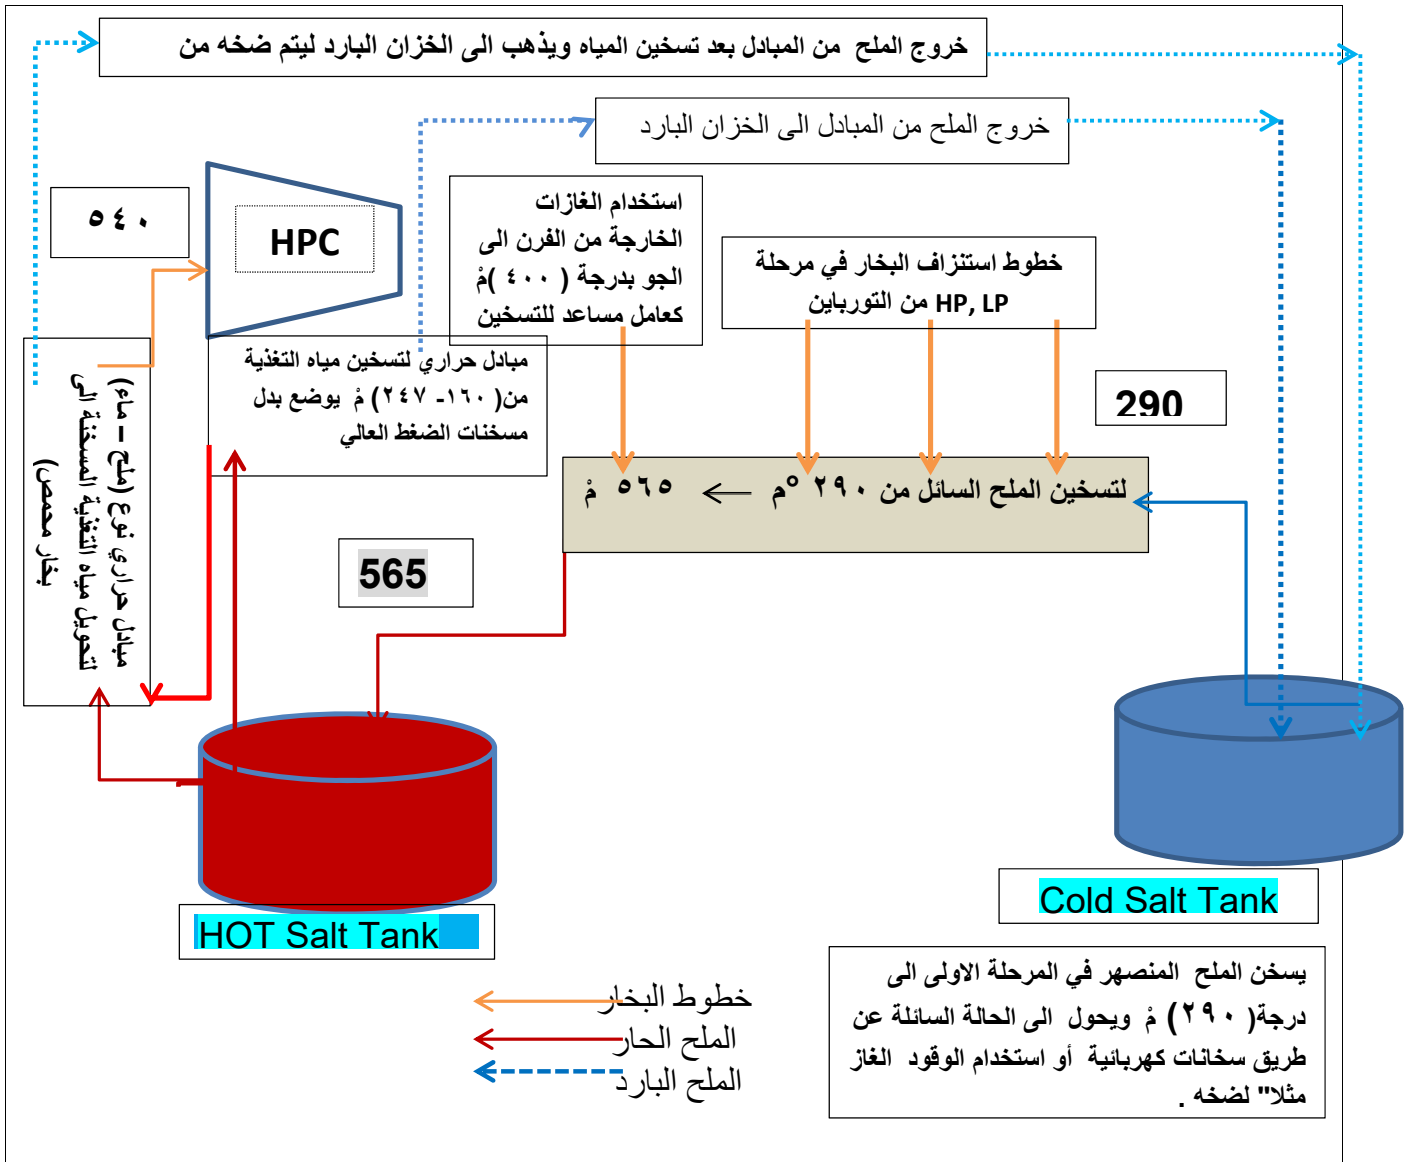 خروج الملح من المبادل بعد تسخين المياه ويذهب الى الخزان البارد ليتم ضخه من
خروج الملح من المبادل الى الخزان البارد
٥٤٠
HPC
استخدام الغازات
الخارجة من الفرن الى
الجو بدرجة ( ٤٠٠ )مْ
كعامل مساعد للتسخين
خطوط استنزاف البخار في مرحلة
HP, LP من التورباين
مبادل حراري لتسخين مياه التغذية
من( ١٦٠- ٢٤٧) مْ يوضع بدل
مسخنات الضغط العالي
290
مبادل حراري نوع (ملح – ماء)
لتحويل مياه التغذية المسخنة الى
بخار محمص)
لتسخين الملح السائل من ٢٩٠ °م ← ٥٦٥ مْ
565
HOT Salt Tank
Cold Salt Tank
خطوط البخار
الملح الحار
الملح البارد
يسخن الملح المنصهر في المرحلة الاولى الى
درجة( ٢٩٠) مْ ويحول الى الحالة السائلة عن
طريق سخانات كهربائية أو استخدام الوقود الغاز
مثلا" لضخه .